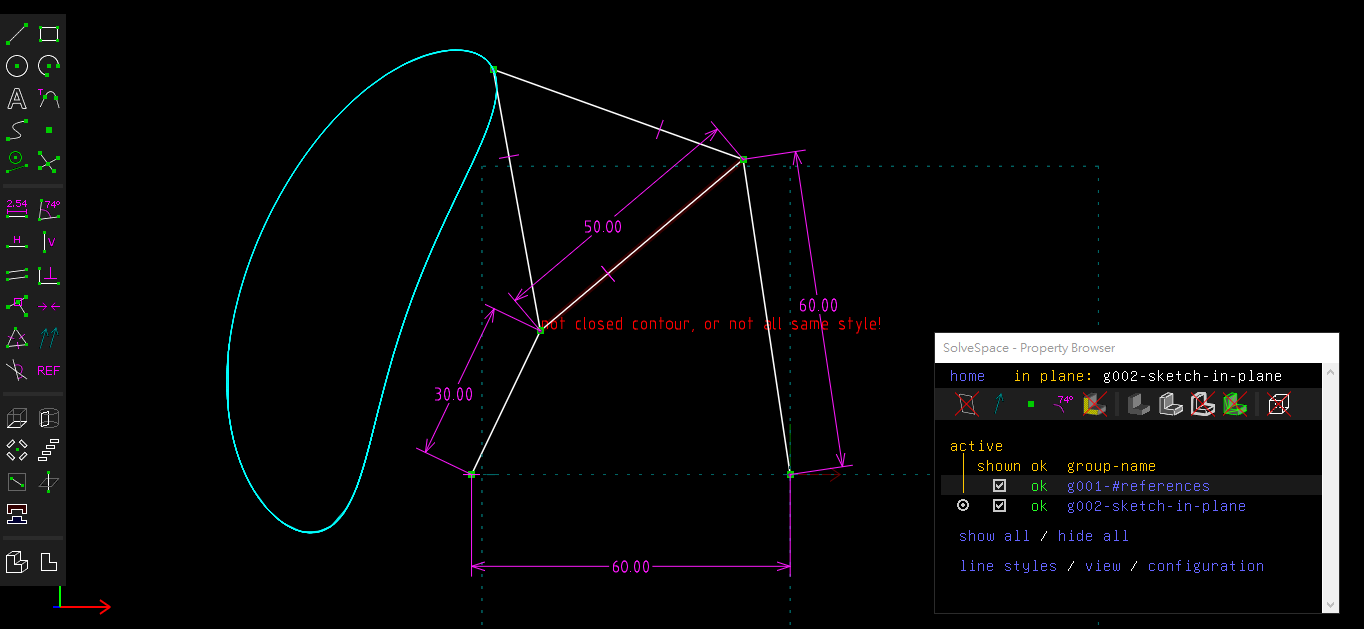 A
T
2.54
74°
H
V
REF
50.00
60.00
not closed contour, or not all same style!
30.00
60.00
SolveSpace - Property Browser
home in plane: g002-sketch-in-plane
74°
active
shown ok group-name
ok g001-#references
ok g002-sketch-in-plane
show all / hide all
line styles / view / configuration